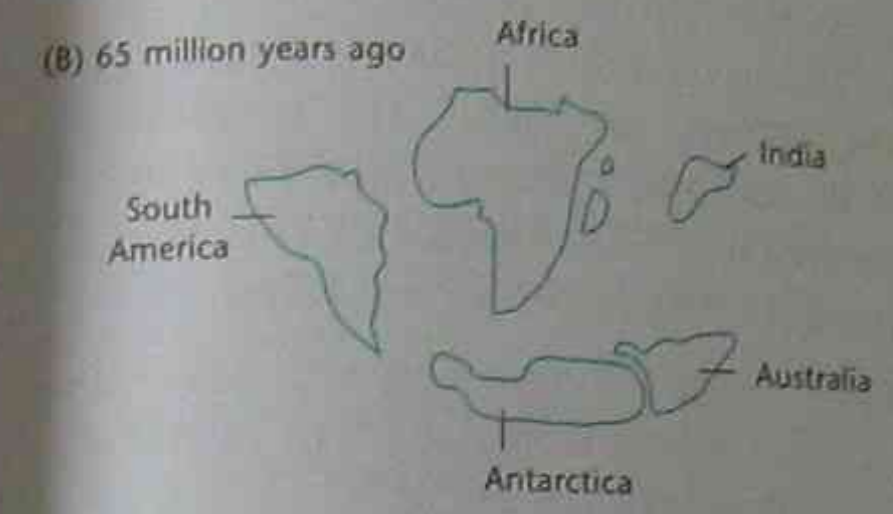 (B) 65 million years ago
Africa
India
South
America
Australia
Antarctica